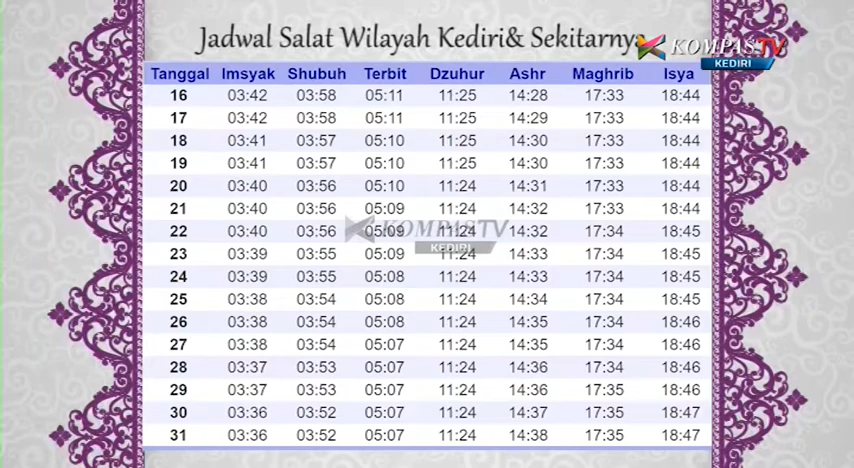 Jadwal Salat Wilayah Kediri& Sekitarnya
KOMPASTV
KEDIRI
Tanggal Imsyak Shubuh Terbit Dzuhur Ashr Maghrib Isya
16 03:42 03:58 05:11 11:25 14:28 17:33 18:44
17 03:42 03:58 05:11 11:25 14:29 17:33 18:44
18 03:41 03:57 05:10 11:25 14:30 17:33 18:44
19 03:41 03:57 05:10 11:25 14:30 17:33 18:44
20 03:40 03:56 05:10 11:24 14:31 17:33 18:44
21 03:40 03:56 05:09 11:24 14:32 17:33 18:44
22 03:40 03:56 05:09 11:24 14:32 17:34 18:45
KOMPASTV
KEDIRI
23 03:39 03:55 05:09 11:24 14:33 17:34 18:45
24 03:39 03:55 05:08 11:24 14:33 17:34 18:45
25 03:38 03:54 05:08 11:24 14:34 17:34 18:45
26 03:38 03:54 05:08 11:24 14:35 17:34 18:46
27 03:38 03:54 05:07 11:24 14:35 17:34 18:46
28 03:37 03:53 05:07 11:24 14:36 17:34 18:46
29 03:37 03:53 05:07 11:24 14:36 17:35 18:46
30 03:36 03:52 05:07 11:24 14:37 17:35 18:47
31 03:36 03:52 05:07 11:24 14:38 17:35 18:47